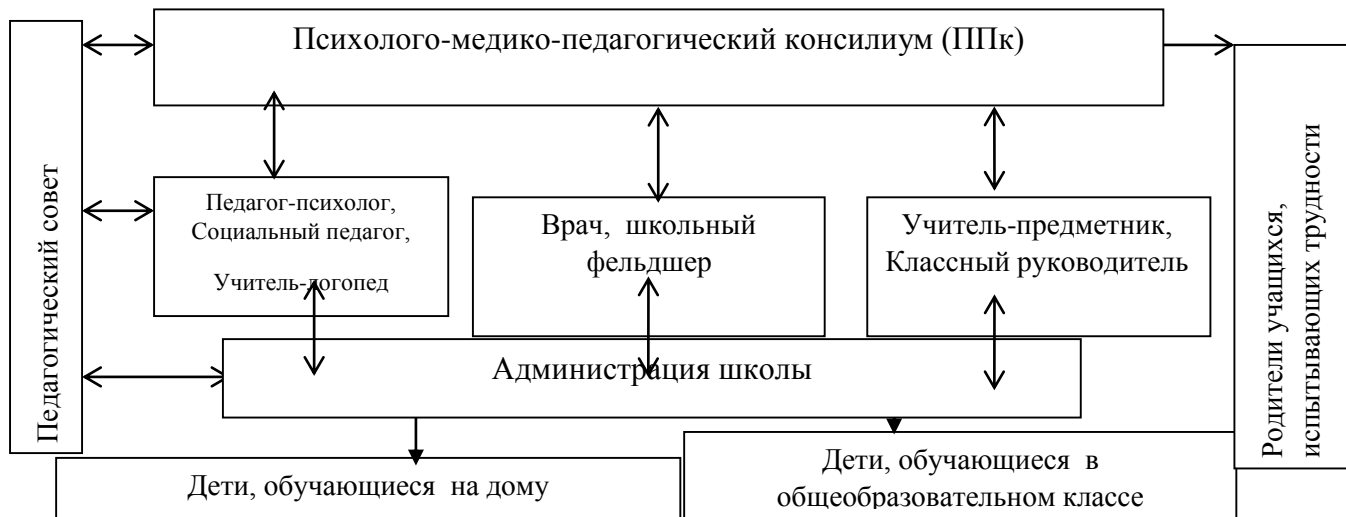 Психолого-медико-педагогический консилиум (ППк)
Педагогический совет
Педагог-психолог,
Социальный педагог,
Учитель-логопед
Врач, школьный
фельдшер
Учитель-предметник,
Классный руководитель
Родители учащихся,
испытывающих трудности
Администрация школы
Дети, обучающиеся на дому
Дети, обучающиеся в
общеобразовательном классе